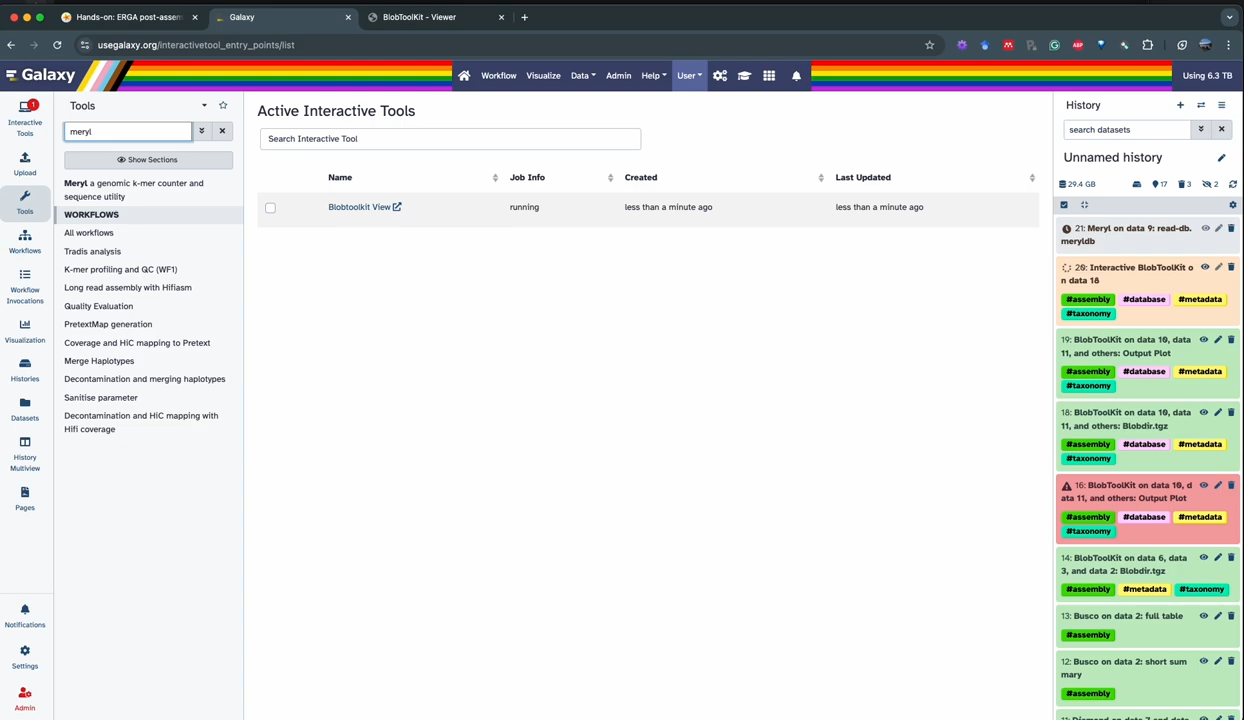 Hands-on: ERGA post-assem
Galaxy
BlobToolKit - Viewer
usegalaxy.org/interactivetool_entry_points/list
Galaxy
Workflow
Visualize
Data
Admin
Help
User
Using 6.3 TB
1
Interactive
Tools
Upload
Tools
Workflows
Workflow
Invocations
Visualization
Histories
Datasets
History
Multiview
Pages
Notifications
Settings
Admin
Tools
meryl
Show Sections
Meryl a genomic k-mer counter and
sequence utility
WORKFLOWS
All workflows
Tradis analysis
K-mer profiling and QC (WF1)
Long read assembly with Hifiasm
Quality Evaluation
PretextMap generation
Coverage and HiC mapping to Pretext
Merge Haplotypes
Decontamination and merging haplotypes
Sanitise parameter
Decontamination and HiC mapping with
Hifi coverage
Active Interactive Tools
Search Interactive Tool
Name
Job Info
Created
Last Updated
Blobtoolkit View
running
less than a minute ago
less than a minute ago
History
search datasets
Unnamed history
29.4 GB
17
3
2
21: Meryl on data 9: read-db.
meryldb
20: Interactive BlobToolKit o
n data 18
#assembly #database #metadata
#taxonomy
19: BlobToolKit on data 10, data
11, and others: Output Plot
#assembly #database #metadata
#taxonomy
18: BlobToolKit on data 10, data
11, and others: Blobdir.tgz
#assembly #database #metadata
#taxonomy
16: BlobToolKit on data 10, d
ata 11, and others: Output Plot
#assembly #database #metadata
#taxonomy
14: BlobToolKit on data 6, data
3, and data 2: Blobdir.tgz
#assembly #metadata #taxonomy
13: Busco on data 2: full table
#assembly
12: Busco on data 2: short sum
mary
#assembly